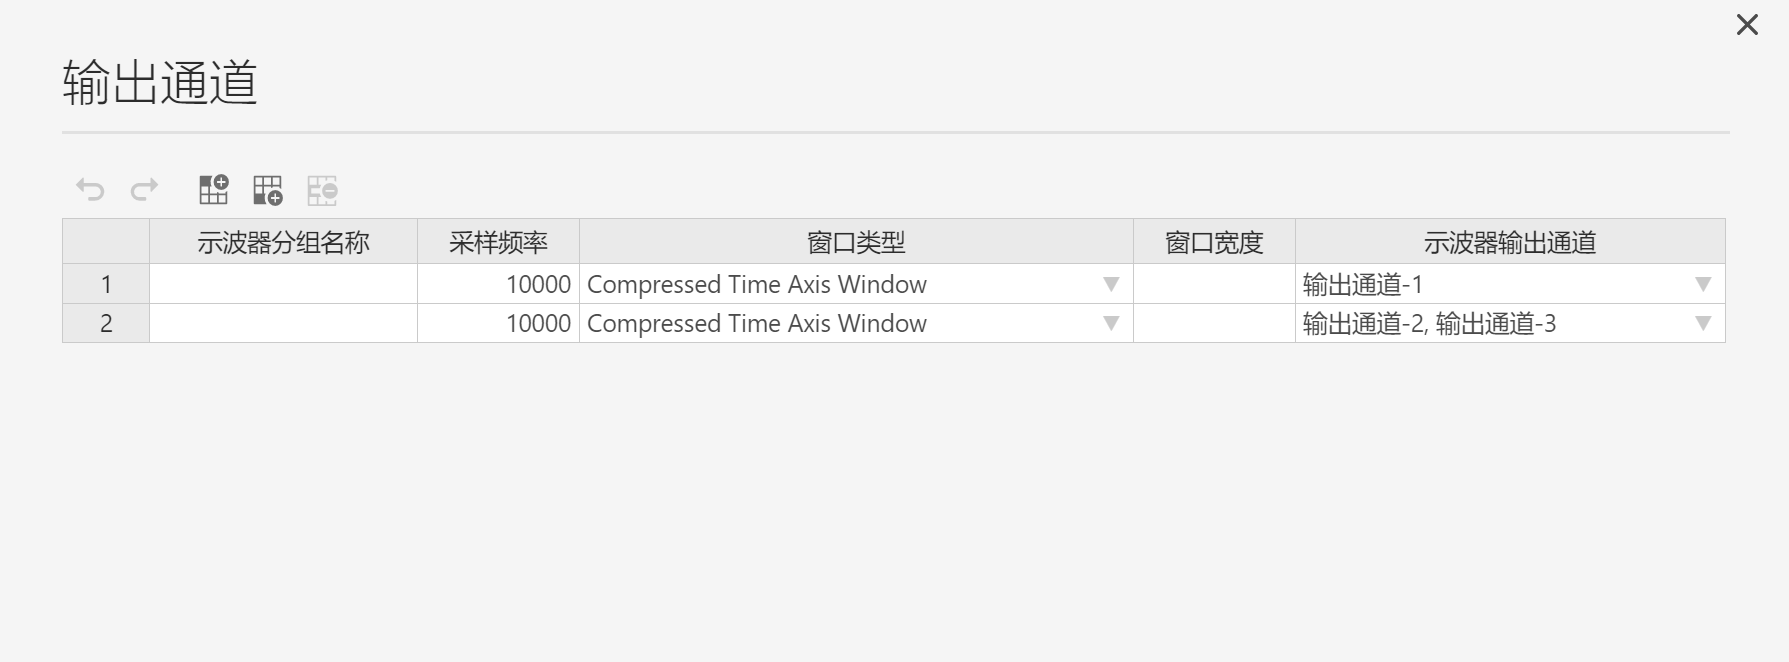 输出通道
示波器分组名称 采样频率 窗口类型 窗口宽度 示波器输出通道
1 10000 Compressed Time Axis Window 输出通道-1
2 10000 Compressed Time Axis Window 输出通道-2, 输出通道-3